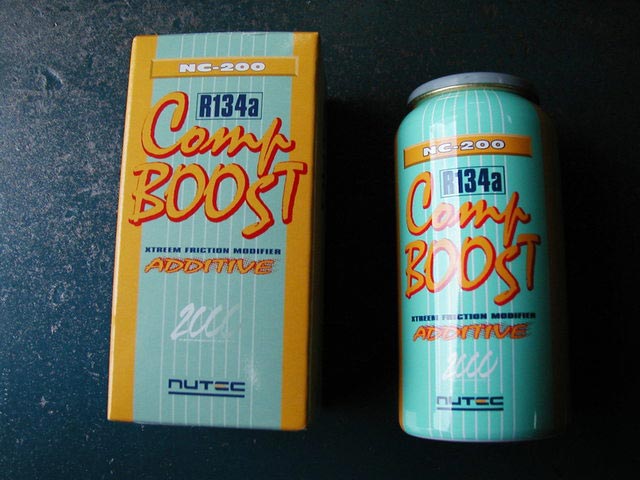 NC-200
R134a
Comp
BOOST
XTREEM FRICTION MODIFIER
ADDITIVE
2000
NUTEC
NC-200
R134a
Comp
BOOST
XTREEM FRICTION MODIFIER
ADDITIVE
2000
NUTEC